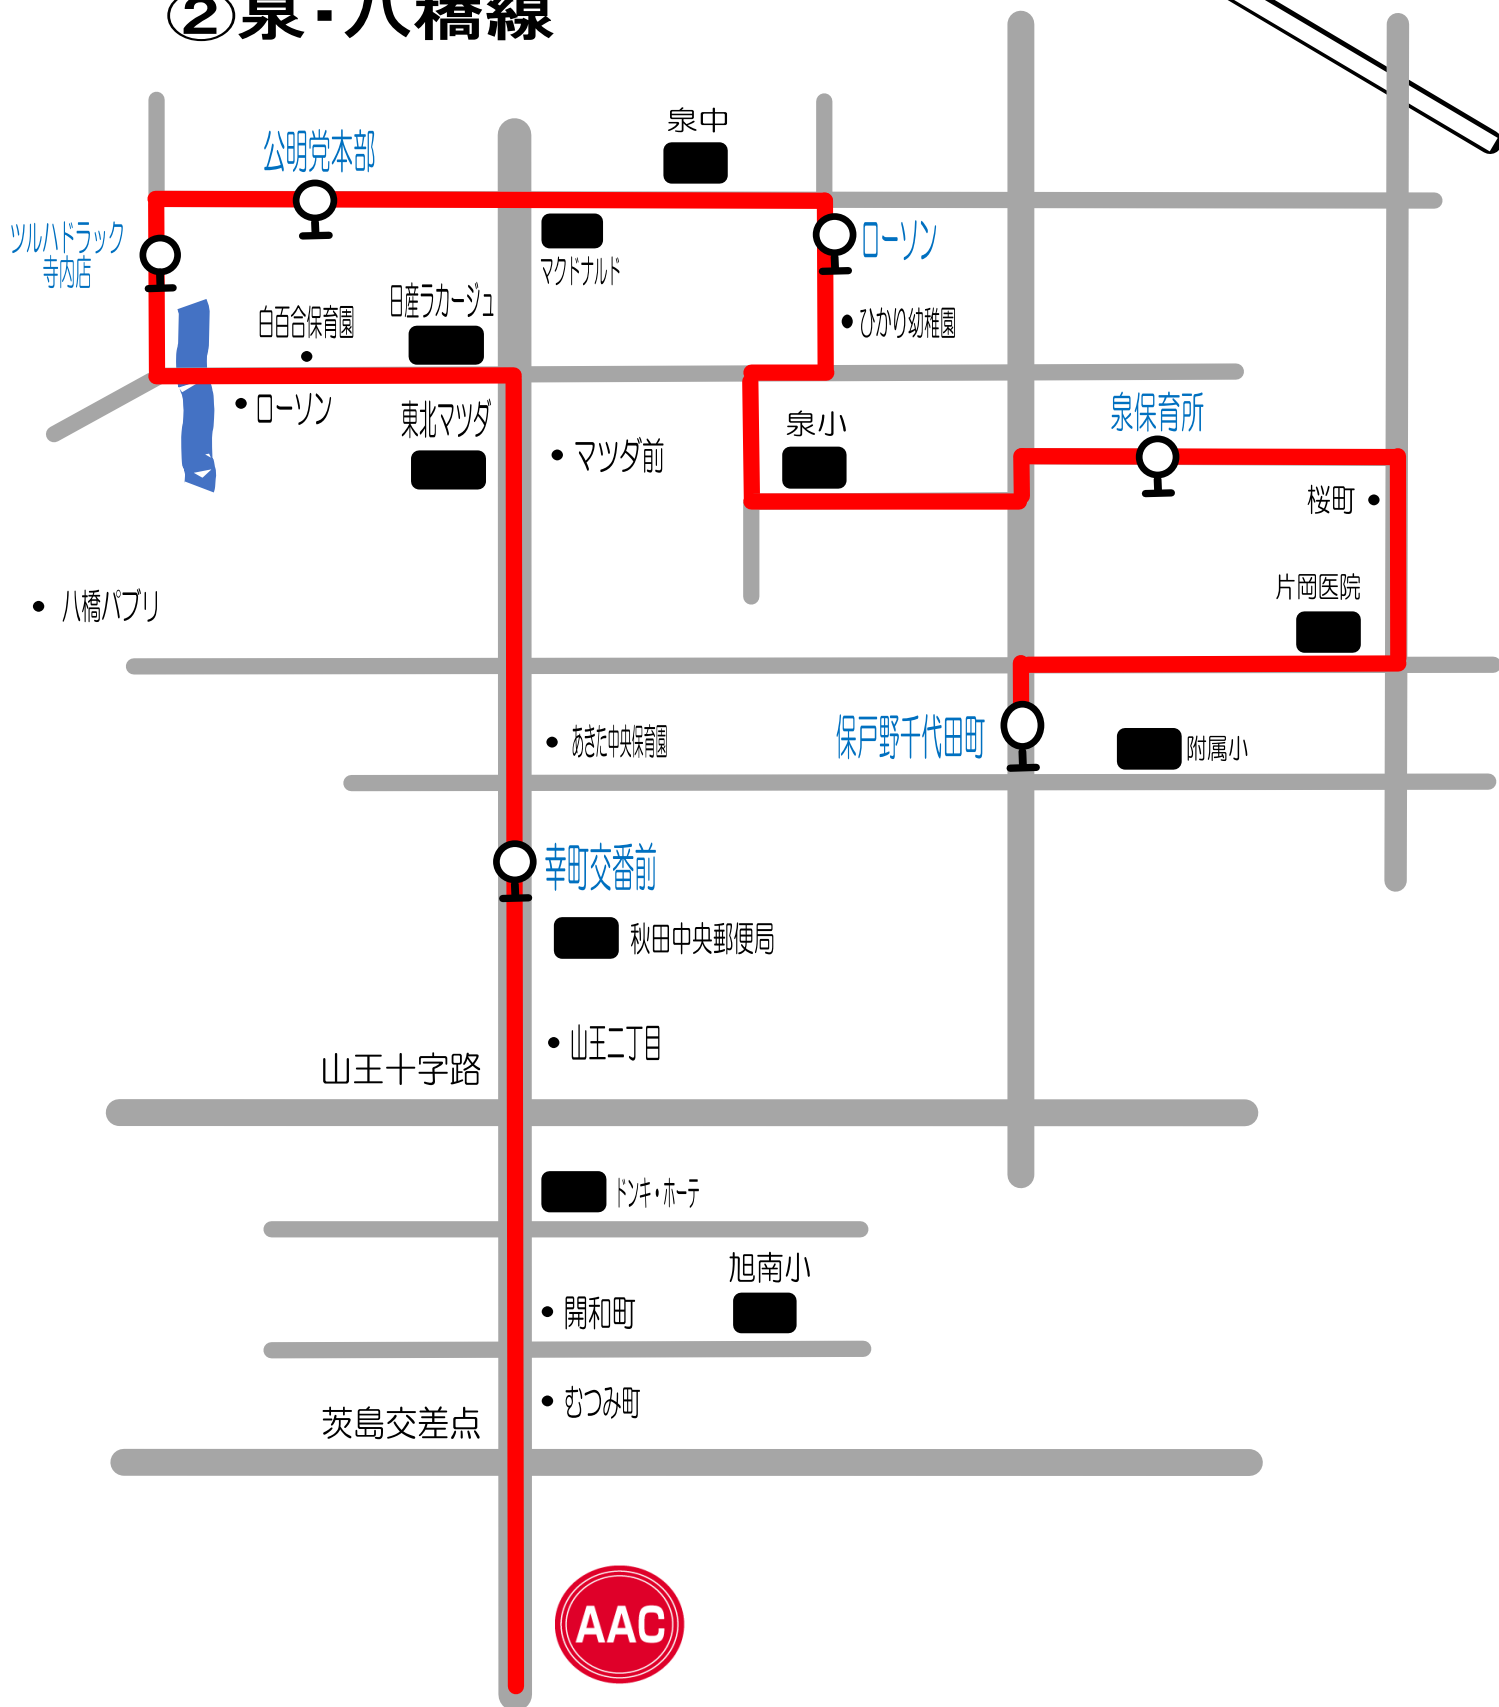 ②泉・八橋線
泉中
公明党本部
ツルハドラック
寺内店
ローソン
マクドナルド
日産ラカージュ
白百合保育園
ひかり幼稚園
ローソン
東北マツダ
マツダ前
泉小
泉保育所
桜町
片岡医院
八橋パブリ
あきた中央保育園
保戸野千代田町
附属小
幸町交番前
秋田中央郵便局
山王二丁目
山王十字路
ドンキ・ホーテ
旭南小
開和町
むつみ町
茨島交差点
AAC